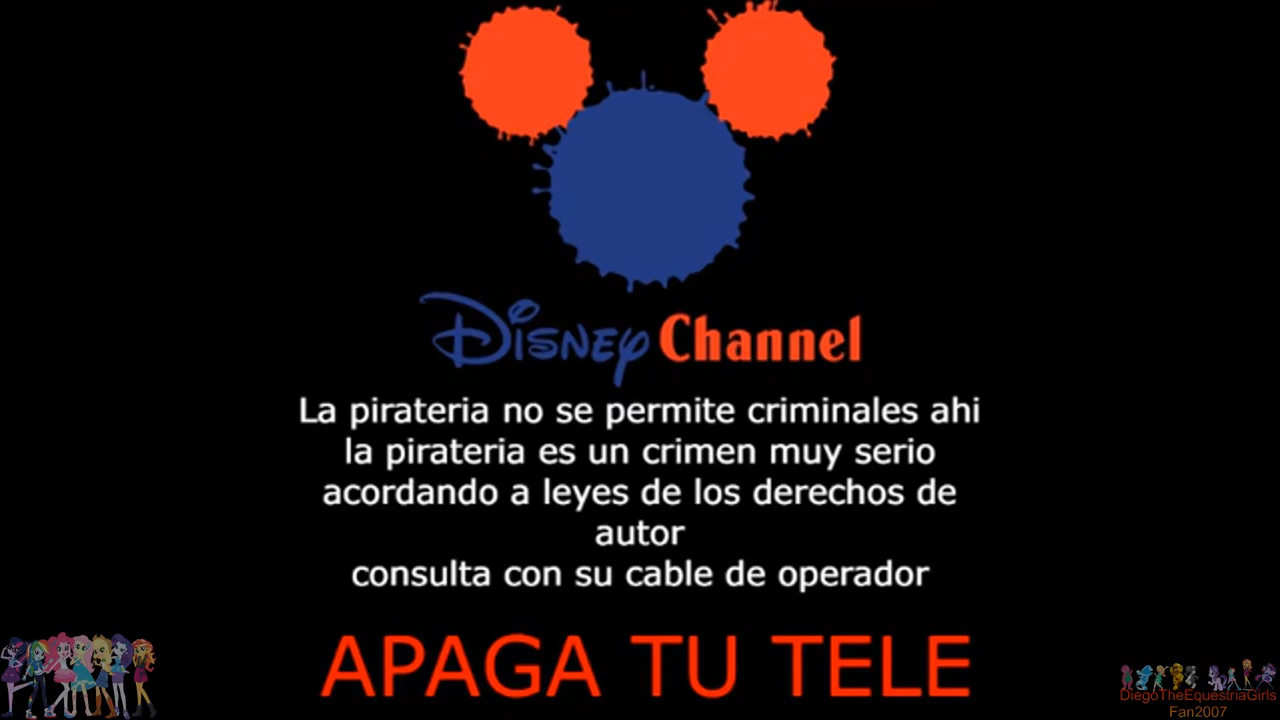 Disney Channel
La pirateria no se permite criminales ahi
la pirateria es un crimen muy serio
acordando a leyes de los derechos de
autor
consulta con su cable de operador
APAGA TU TELE
DiegoTheEquestriaGirls
Fan2007